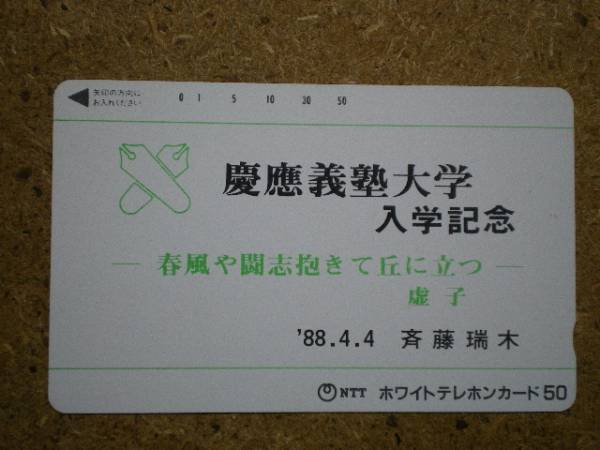 矢印の方向に
お入れください
0 1 5 10 30 50
慶應義塾大学
入学記念
― 春風や闘志抱きて丘に立つ ―
虚子
'88.4.4 斉藤瑞木
NTT ホワイトテレホンカード50